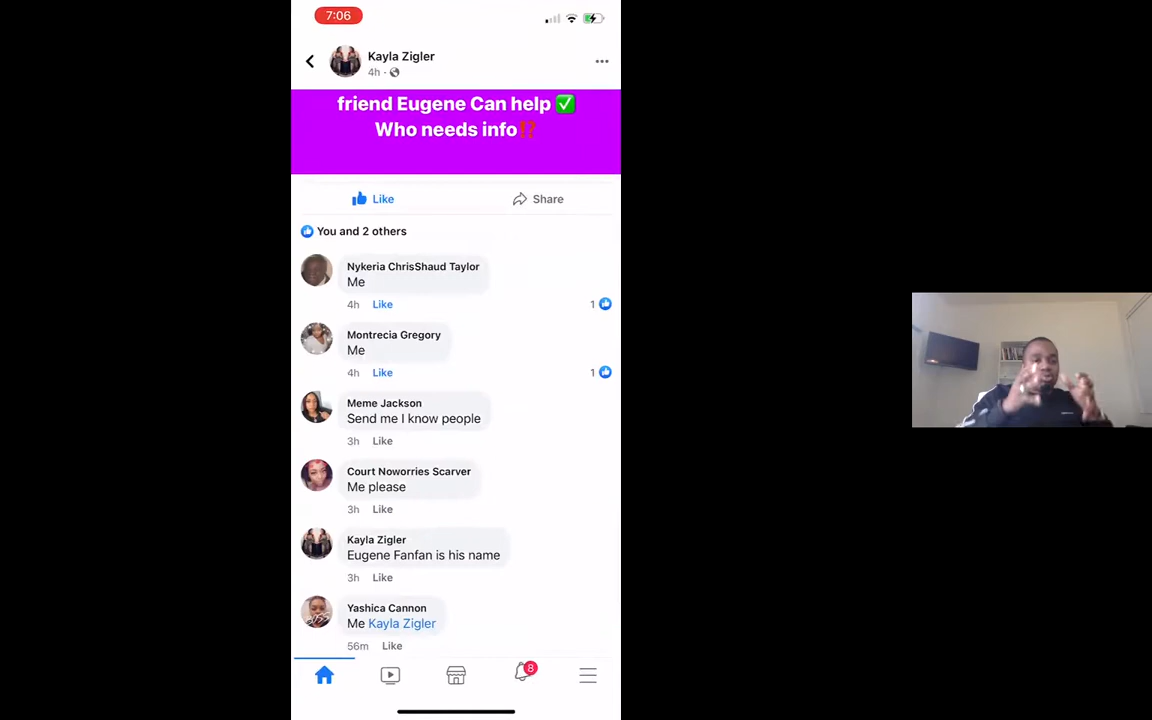 7:06
Kayla Zigler
4h
friend Eugene Can help ✅
Who needs info⁉️
Like Share
You and 2 others
Nykeria ChrisShaud Taylor
Me
4h Like 1
Montrecia Gregory
Me
4h Like 1
Meme Jackson
Send me I know people
3h Like
Court Noworries Scarver
Me please
3h Like
Kayla Zigler
Eugene Fanfan is his name
3h Like
Yashica Cannon
Me Kayla Zigler
56m Like
8